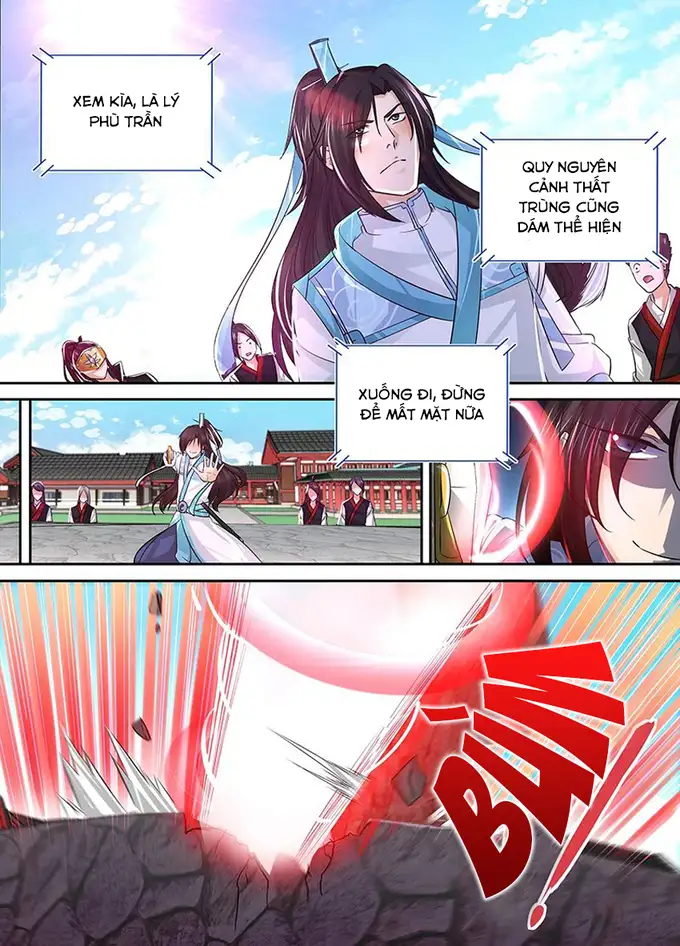 XEM KÌA, LÀ LÝ
PHÙ TRẦN
QUY NGUYÊN
CẢNH THẤT
TRÙNG CŨNG
DÁM THỂ HIỆN
XUỐNG ĐI, ĐỪNG
ĐỂ MẤT MẶT NỮA
BÙM!